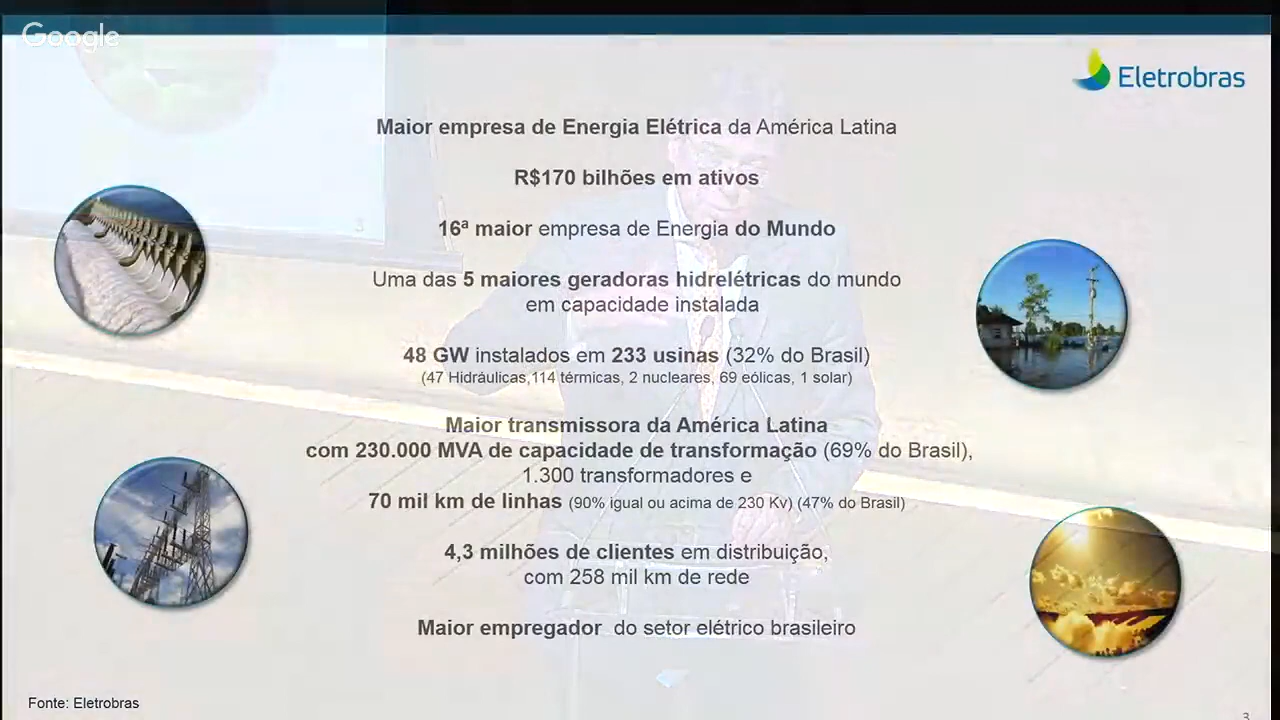 Google
Eletrobras
Maior empresa de Energia Elétrica da América Latina
R$170 bilhões em ativos
16ª maior empresa de Energia do Mundo
Uma das 5 maiores geradoras hidrelétricas do mundo
em capacidade instalada
48 GW instalados em 233 usinas (32% do Brasil)
(47 Hidráulicas,114 térmicas, 2 nucleares, 69 eólicas, 1 solar)
Maior transmissora da América Latina
com 230.000 MVA de capacidade de transformação (69% do Brasil),
1.300 transformadores e
70 mil km de linhas (90% igual ou acima de 230 Kv) (47% do Brasil)
4,3 milhões de clientes em distribuição,
com 258 mil km de rede
Maior empregador do setor elétrico brasileiro
Fonte: Eletrobras
3